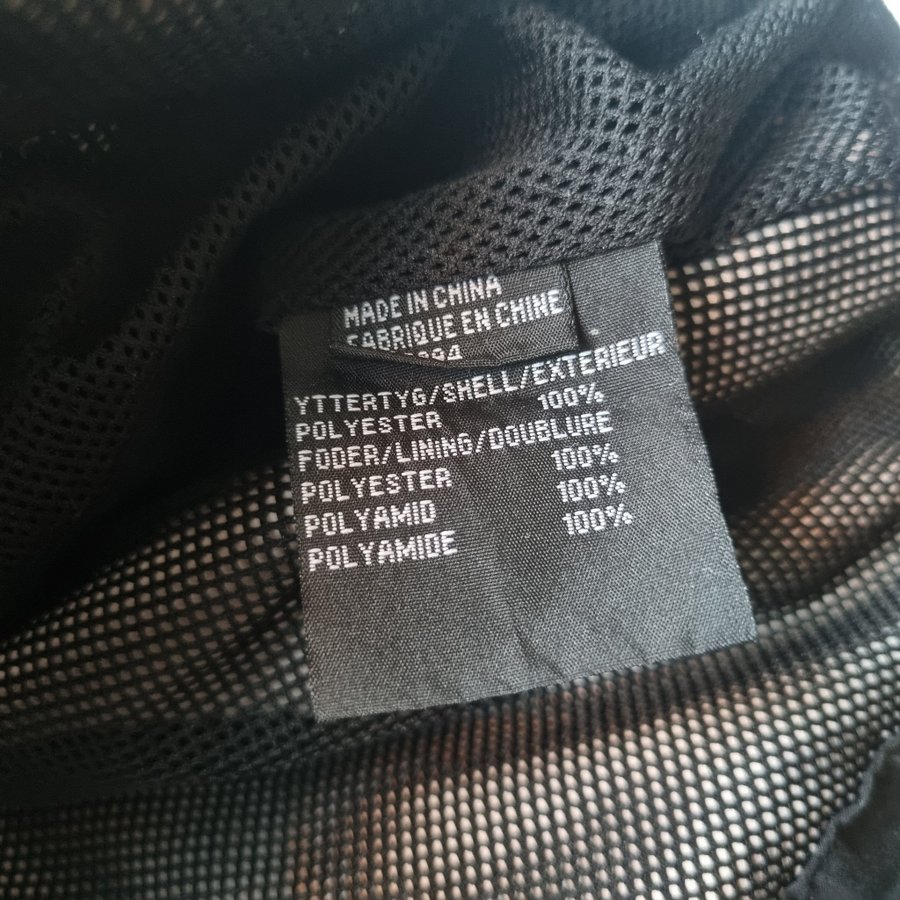 MADE IN CHINA
FABRIQUE EN CHINE
YTTERTYG/SHELL/EXTERIEUR
POLYESTER 100%
FODER/LINING/DOUBLURE
POLYESTER 100%
POLYAMID 100%
POLYAMIDE 100%